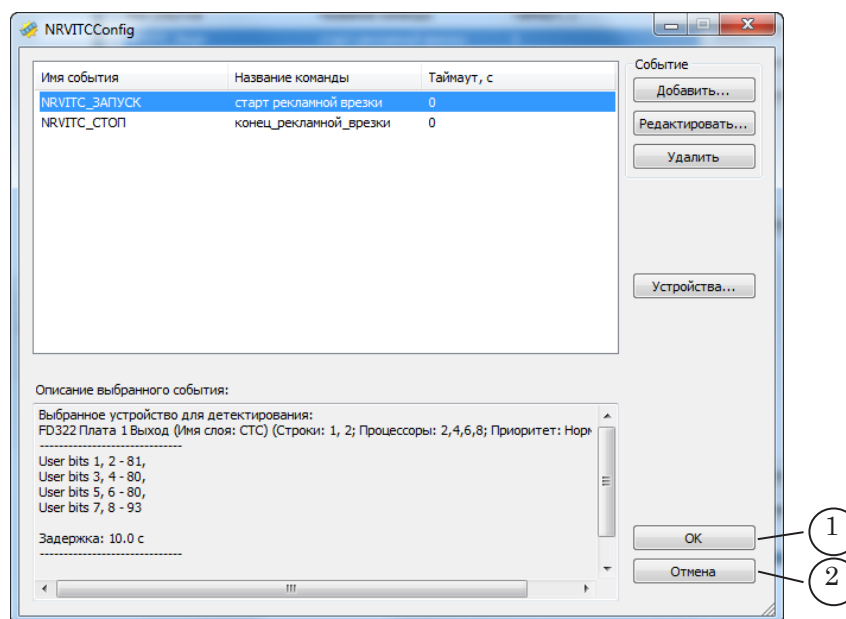 NRVITCConfig
Имя события Название команды Таймаут, с
NRVITC_ЗАПУСК старт рекламной врезки 0
NRVITC_СТОП конец_рекламной_врезки 0
Событие
Добавить...
Редактировать...
Удалить
Устройства...
Описание выбранного события:
Выбранное устройство для детектирования:
FD322 Плата 1 Выход (Имя слоя: СТС) (Строки: 1, 2; Процессоры: 2,4,6,8; Приоритет: Норм
------------------------------
User bits 1, 2 - 81,
User bits 3, 4 - 80,
User bits 5, 6 - 80,
User bits 7, 8 - 93
Задержка: 10.0 с
------------------------------
OK
Отмена
1
2